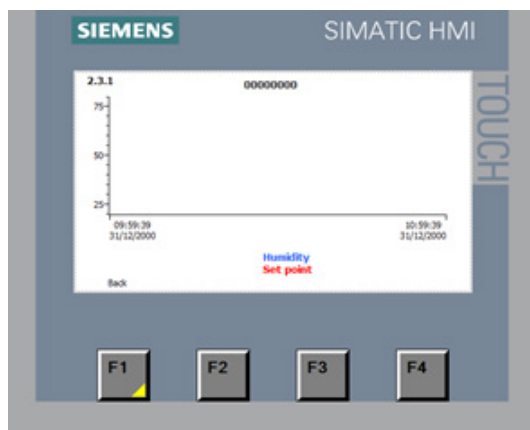 SIEMENS
SIMATIC HMI
TOUCH
2.3.1
00000000
75
50
25
09:59:39
31/12/2000
10:59:39
31/12/2000
Humidity
Set point
Back
F1
F2
F3
F4